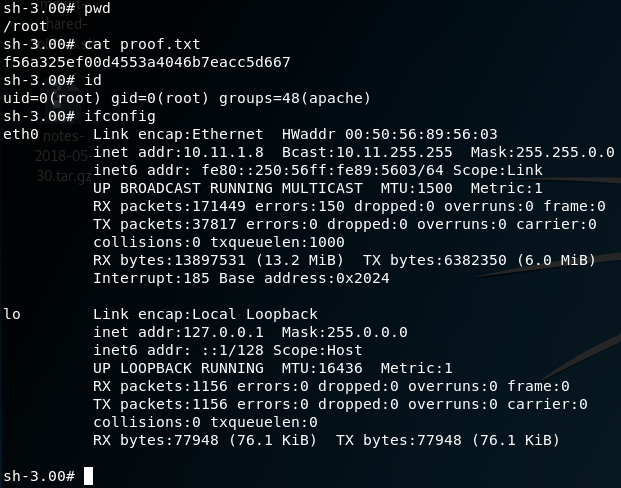 sh-3.00# pwd
/root
sh-3.00# cat proof.txt
f56a325ef00d4553a4046b7eacc5d667
sh-3.00# id
uid=0(root) gid=0(root) groups=48(apache)
sh-3.00# ifconfig
eth0      Link encap:Ethernet  HWaddr 00:50:56:89:56:03
          inet addr:10.11.1.8  Bcast:10.11.255.255  Mask:255.255.0.0
          inet6 addr: fe80::250:56ff:fe89:5603/64 Scope:Link
          UP BROADCAST RUNNING MULTICAST  MTU:1500  Metric:1
          RX packets:171449 errors:150 dropped:0 overruns:0 frame:0
          TX packets:37817 errors:0 dropped:0 overruns:0 carrier:0
          collisions:0 txqueuelen:1000
          RX bytes:13897531 (13.2 MiB)  TX bytes:6382350 (6.0 MiB)
          Interrupt:185 Base address:0x2024
lo        Link encap:Local Loopback
          inet addr:127.0.0.1  Mask:255.0.0.0
          inet6 addr: ::1/128 Scope:Host
          UP LOOPBACK RUNNING  MTU:16436  Metric:1
          RX packets:1156 errors:0 dropped:0 overruns:0 frame:0
          TX packets:1156 errors:0 dropped:0 overruns:0 carrier:0
          collisions:0 txqueuelen:0
          RX bytes:77948 (76.1 KiB)  TX bytes:77948 (76.1 KiB)
sh-3.00#
notes-
2018-05-
30.tar.gz